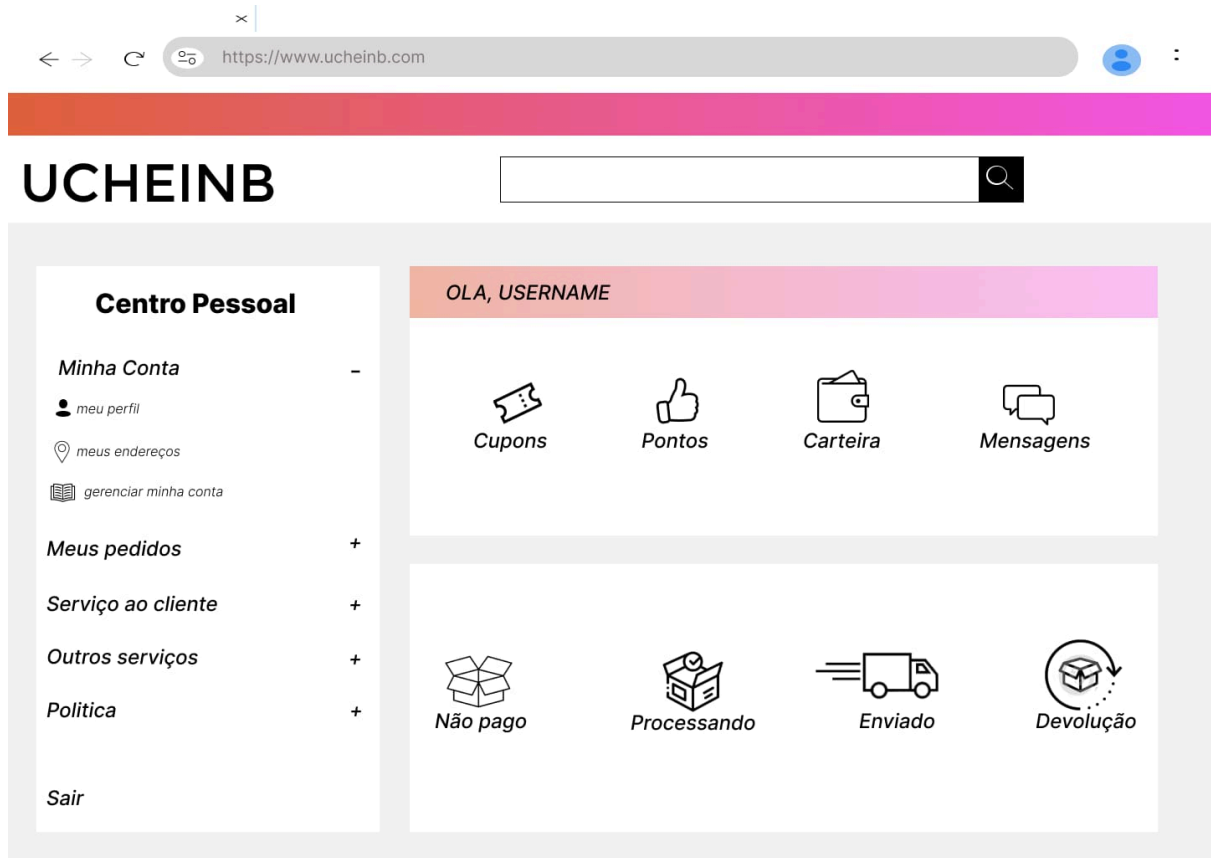 https://www.ucheinb.com
UCHEINB
Centro Pessoal
Minha Conta -
meu perfil
meus endereços
gerenciar minha conta
Meus pedidos +
Serviço ao cliente +
Outros serviços +
Politica +
Sair
OLA, USERNAME
Cupons Pontos Carteira Mensagens
Não pago Processando Enviado Devolução